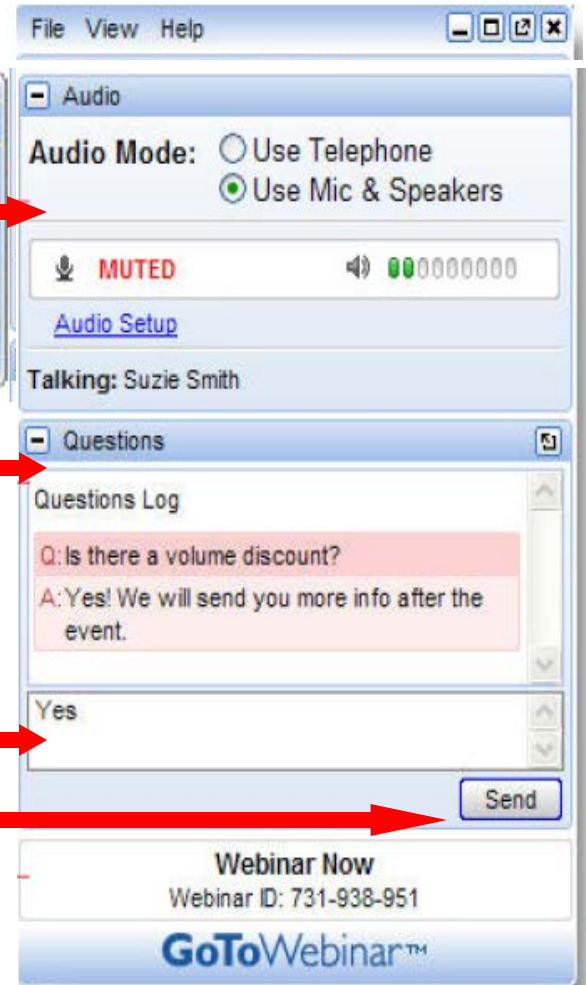 File View Help
Audio
Audio Mode: Use Telephone
Use Mic & Speakers
MUTED
Audio Setup
Talking: Suzie Smith
Questions
Questions Log
Q: Is there a volume discount?
A: Yes! We will send you more info after the
event.
Yes
Send
Webinar Now
Webinar ID: 731-938-951
GoToWebinar™